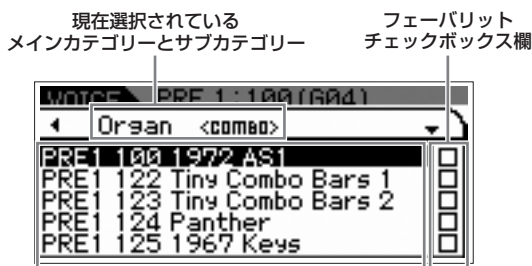 現在選択されている
メインカテゴリーとサブカテゴリー
フェーバリット
チェックボックス欄
VOICE PRE 1:100(G04)
Organ <combo>
PRE1 100 1972 AS1
PRE1 122 Tiny Combo Bars 1
PRE1 123 Tiny Combo Bars 2
PRE1 124 Panther
PRE1 125 1967 Keys